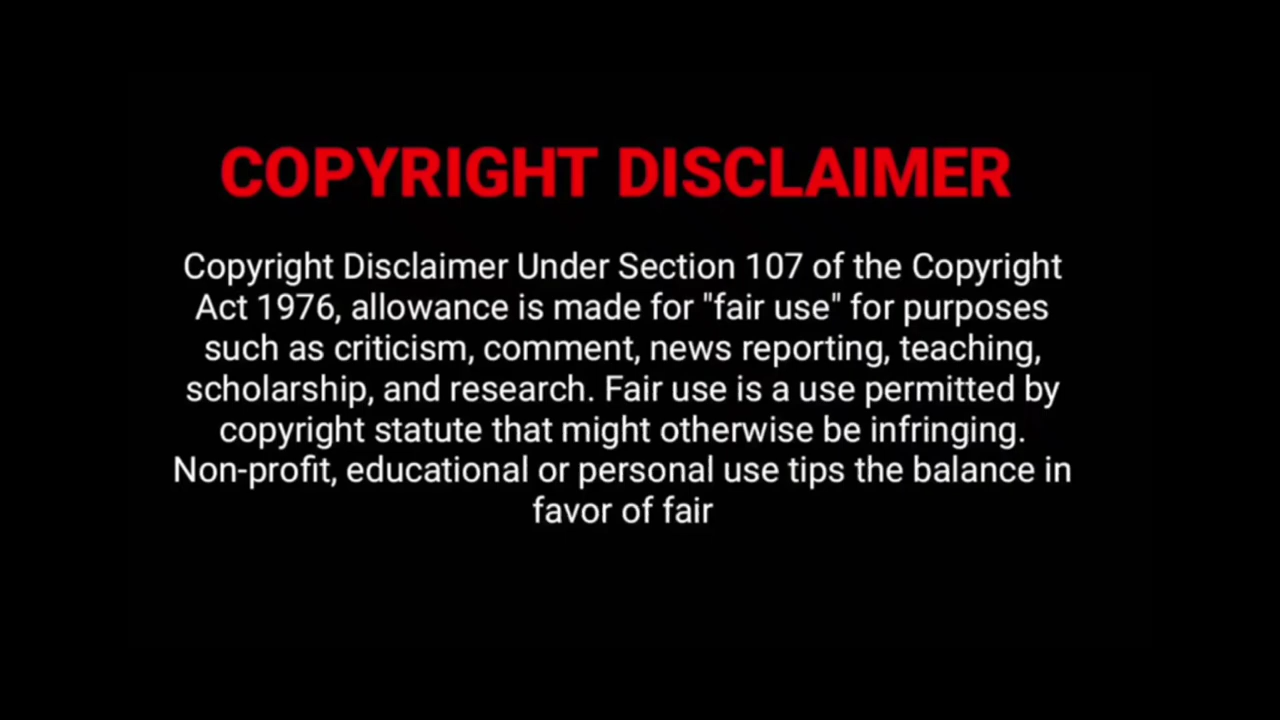 COPYRIGHT DISCLAIMER
Copyright Disclaimer Under Section 107 of the Copyright
Act 1976, allowance is made for "fair use" for purposes
such as criticism, comment, news reporting, teaching,
scholarship, and research. Fair use is a use permitted by
copyright statute that might otherwise be infringing.
Non-profit, educational or personal use tips the balance in
favor of fair